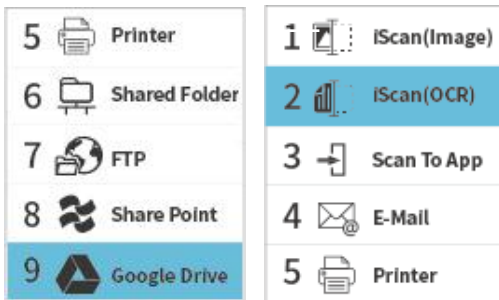 5 Printer
6 Shared Folder
7 FTP
8 Share Point
9 Google Drive
1 iScan(Image)
2 iScan(OCR)
3 Scan To App
4 E-Mail
5 Printer